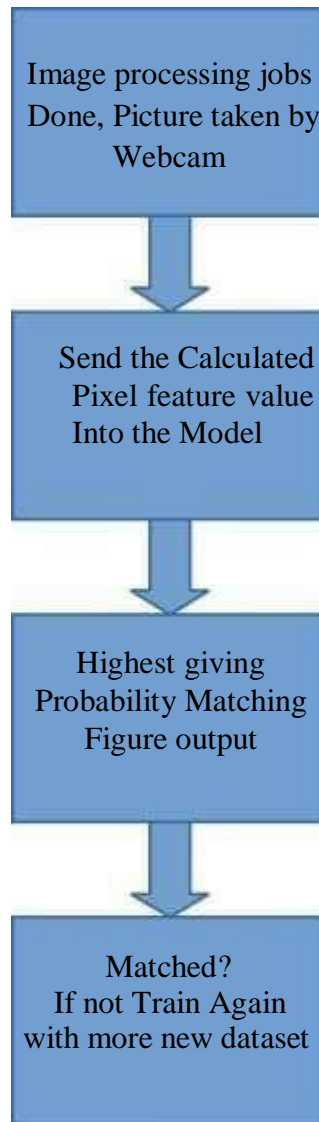 Image processing jobs
Done, Picture taken by
Webcam
Send the Calculated
Pixel feature value
Into the Model
Highest giving
Probability Matching
Figure output
Matched?
If not Train Again
with more new dataset